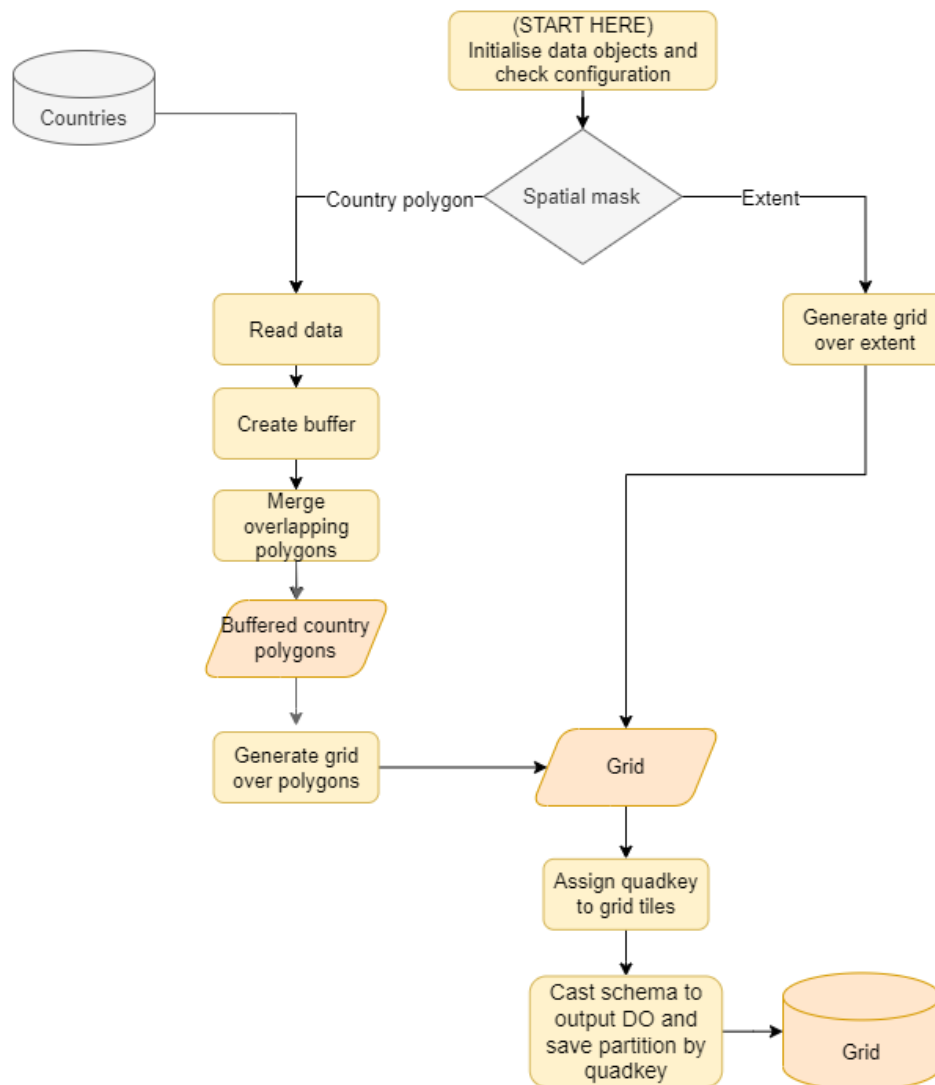 (START HERE)
Initialise data objects and
check configuration
Countries
Country polygon
Spatial mask
Extent
Read data
Generate grid
over extent
Create buffer
Merge
overlapping
polygons
Buffered country
polygons
Generate grid
over polygons
Grid
Assign quadkey
to grid tiles
Cast schema to
output DO and
save partition by
quadkey
Grid